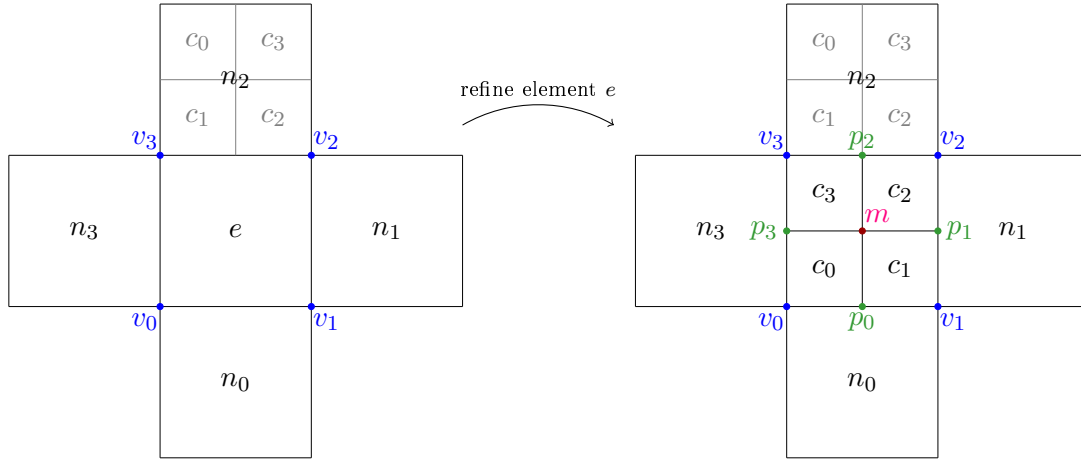 c₀ c₃
n₂
c₁ c₂
v₃ v₂
n₃ e n₁
v₀ v₁
n₀
refine element e
c₀ c₃
n₂
c₁ c₂
v₃ p₂ v₂
c₃ c₂
m
n₃ p₃ p₁ n₁
c₀ c₁
v₀ p₀ v₁
n₀